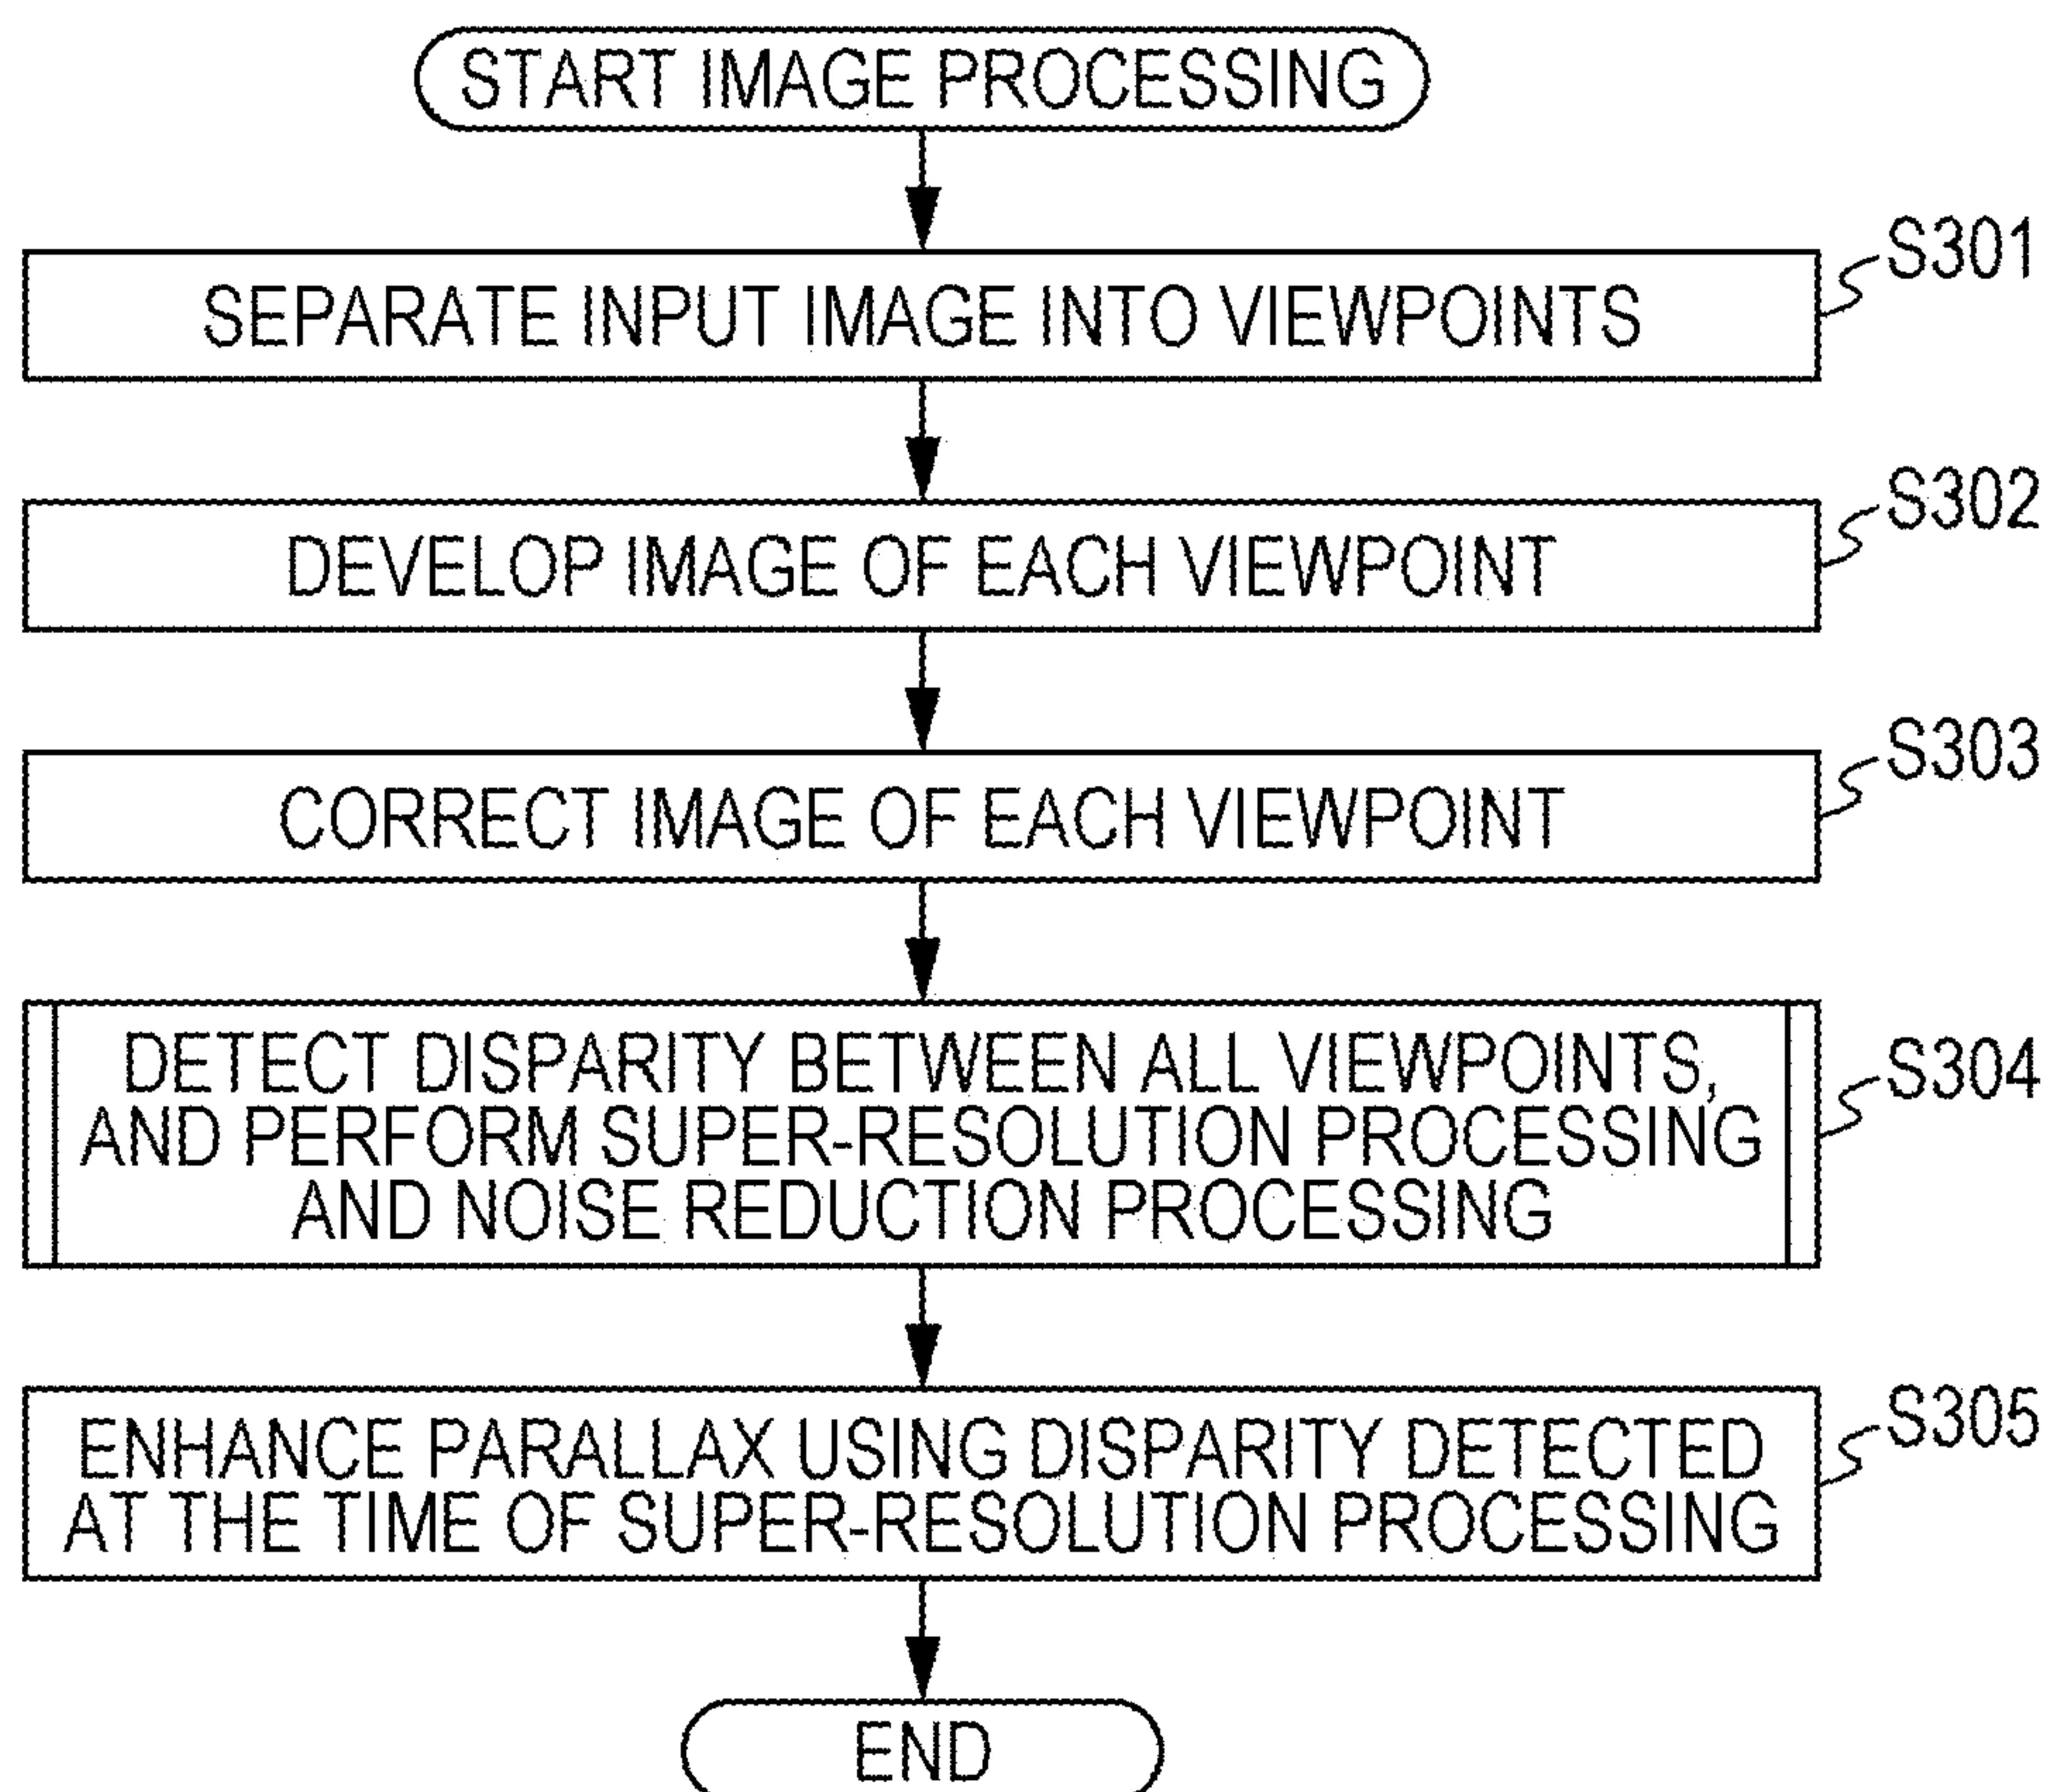 START IMAGE PROCESSING
S301
SEPARATE INPUT IMAGE INTO VIEWPOINTS
S302
DEVELOP IMAGE OF EACH VIEWPOINT
S303
CORRECT IMAGE OF EACH VIEWPOINT
S304
DETECT DISPARITY BETWEEN ALL VIEWPOINTS,
AND PERFORM SUPER-RESOLUTION PROCESSING
AND NOISE REDUCTION PROCESSING
S305
ENHANCE PARALLAX USING DISPARITY DETECTED
AT THE TIME OF SUPER-RESOLUTION PROCESSING
END